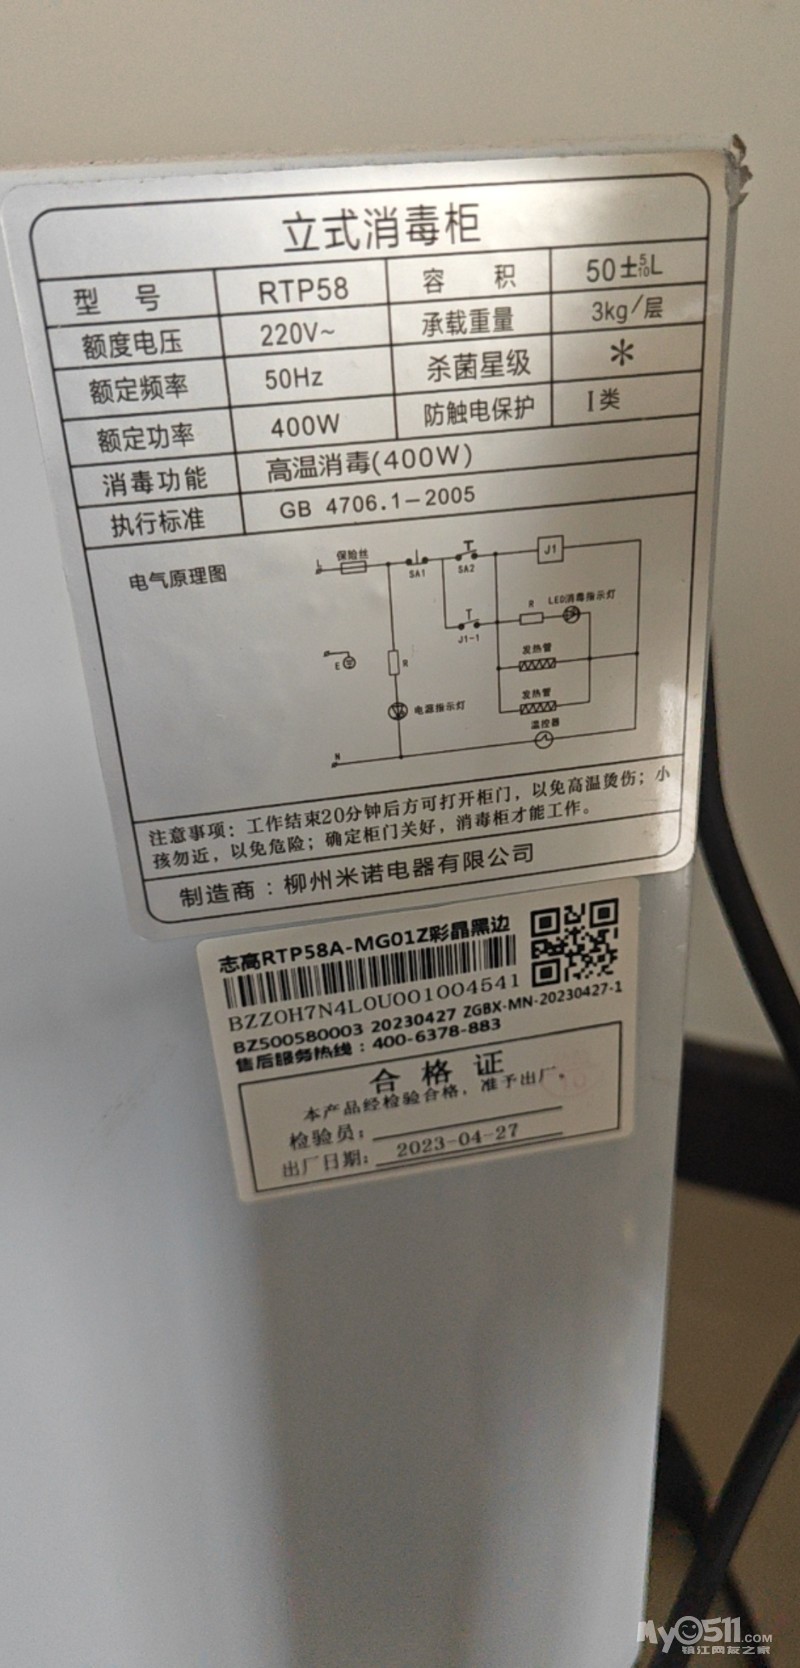 立式消毒柜
型 号 RTP58 容 积 50±5/10L
额度电压 220V~ 承载重量 3kg/层
额定频率 50Hz 杀菌星级 *
额定功率 400W 防触电保护 I类
消毒功能 高温消毒(400W)
执行标准 GB 4706.1-2005
电气原理图
L
保险丝
SA1
SA2
J1
J1-1
R
LED消毒指示灯
发热管
发热管
温控器
E
R
电源指示灯
N
注意事项：工作结束20分钟后方可打开柜门，以免高温烫伤；小
孩勿近，以免危险；确定柜门关好，消毒柜才能工作。
制造商：柳州米诺电器有限公司
志高RTP58A-MG01Z彩晶黑边
BZZ0H7N4L0U001004541
BZ500580003 20230427 ZGBX-MN-20230427-1
售后服务热线：400-6378-883
合格证
本产品经检验合格，准予出厂。
检验员：
出厂日期： 2023-04-27
My0511.com
镇江网友之家